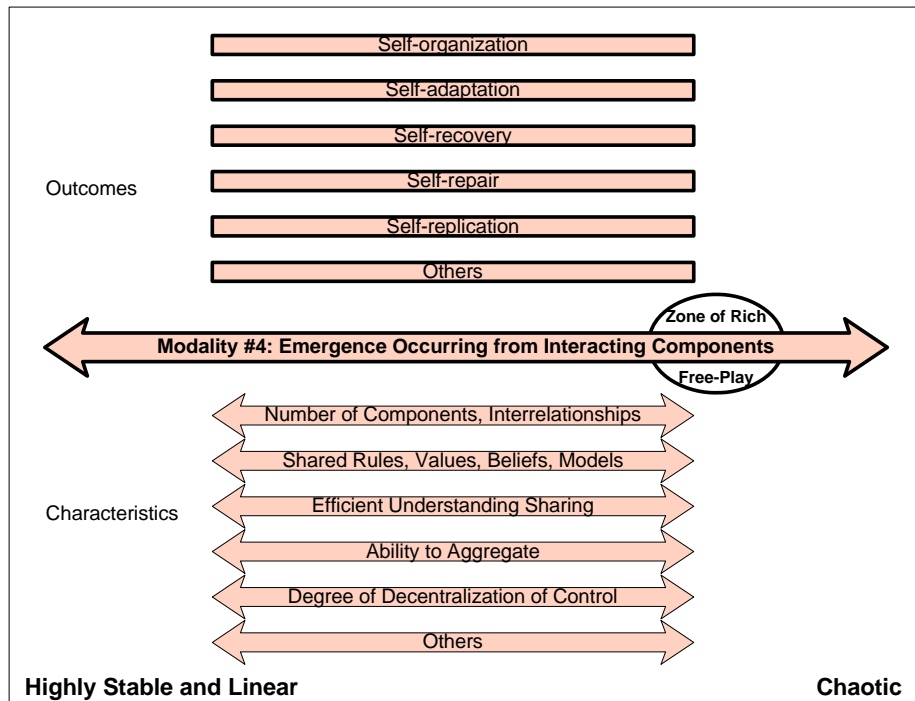 Self-organization
Self-adaptation
Self-recovery
Outcomes
Self-repair
Self-replication
Others
Zone of Rich
Modality #4: Emergence Occurring from Interacting Components
Free-Play
Number of Components, Interrelationships
Shared Rules, Values, Beliefs, Models
Characteristics
Efficient Understanding Sharing
Ability to Aggregate
Degree of Decentralization of Control
Others
Highly Stable and Linear
Chaotic